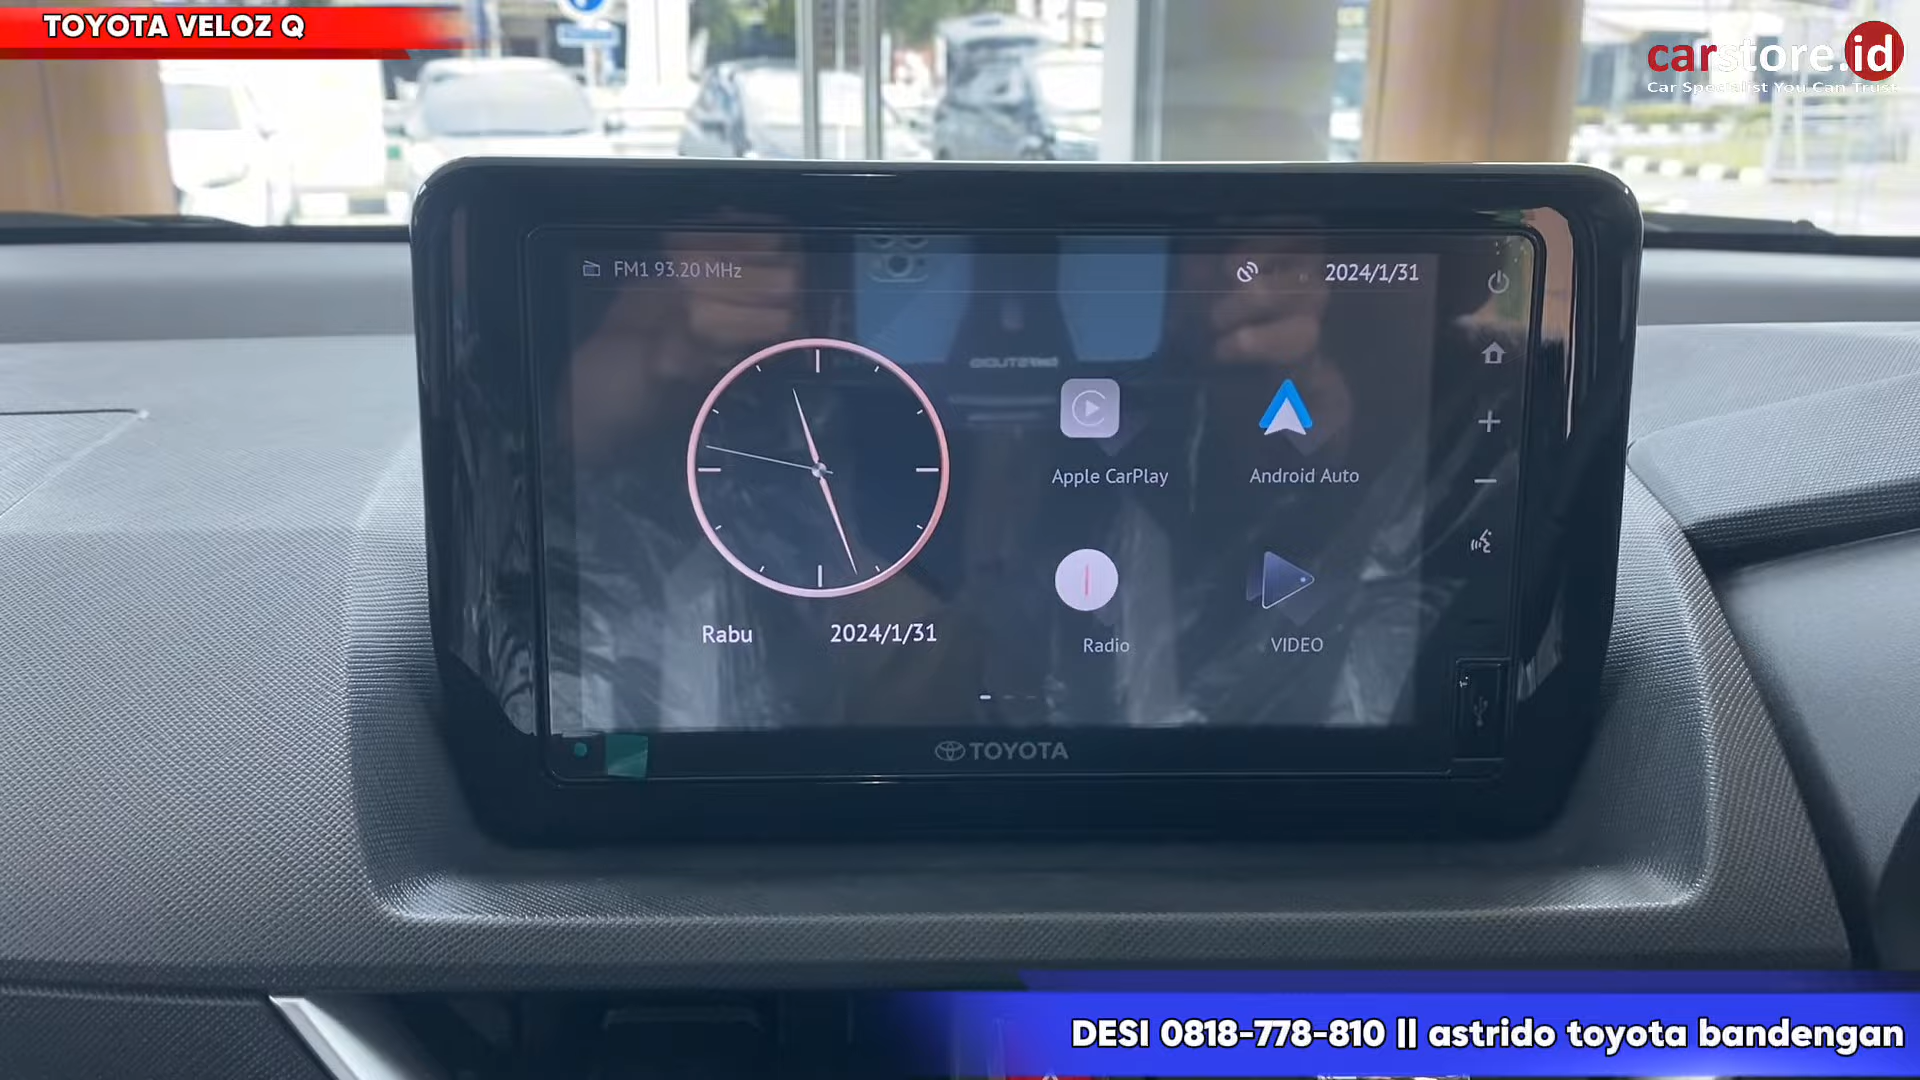 TOYOTA VELOZ Q
carstore.id
Car Specialist You Can Trust
FM1 93.20 MHz
2024/1/31
Apple CarPlay
Android Auto
Rabu
2024/1/31
Radio
VIDEO
TOYOTA
DESI 0818-778-810 || astrido toyota bandengan